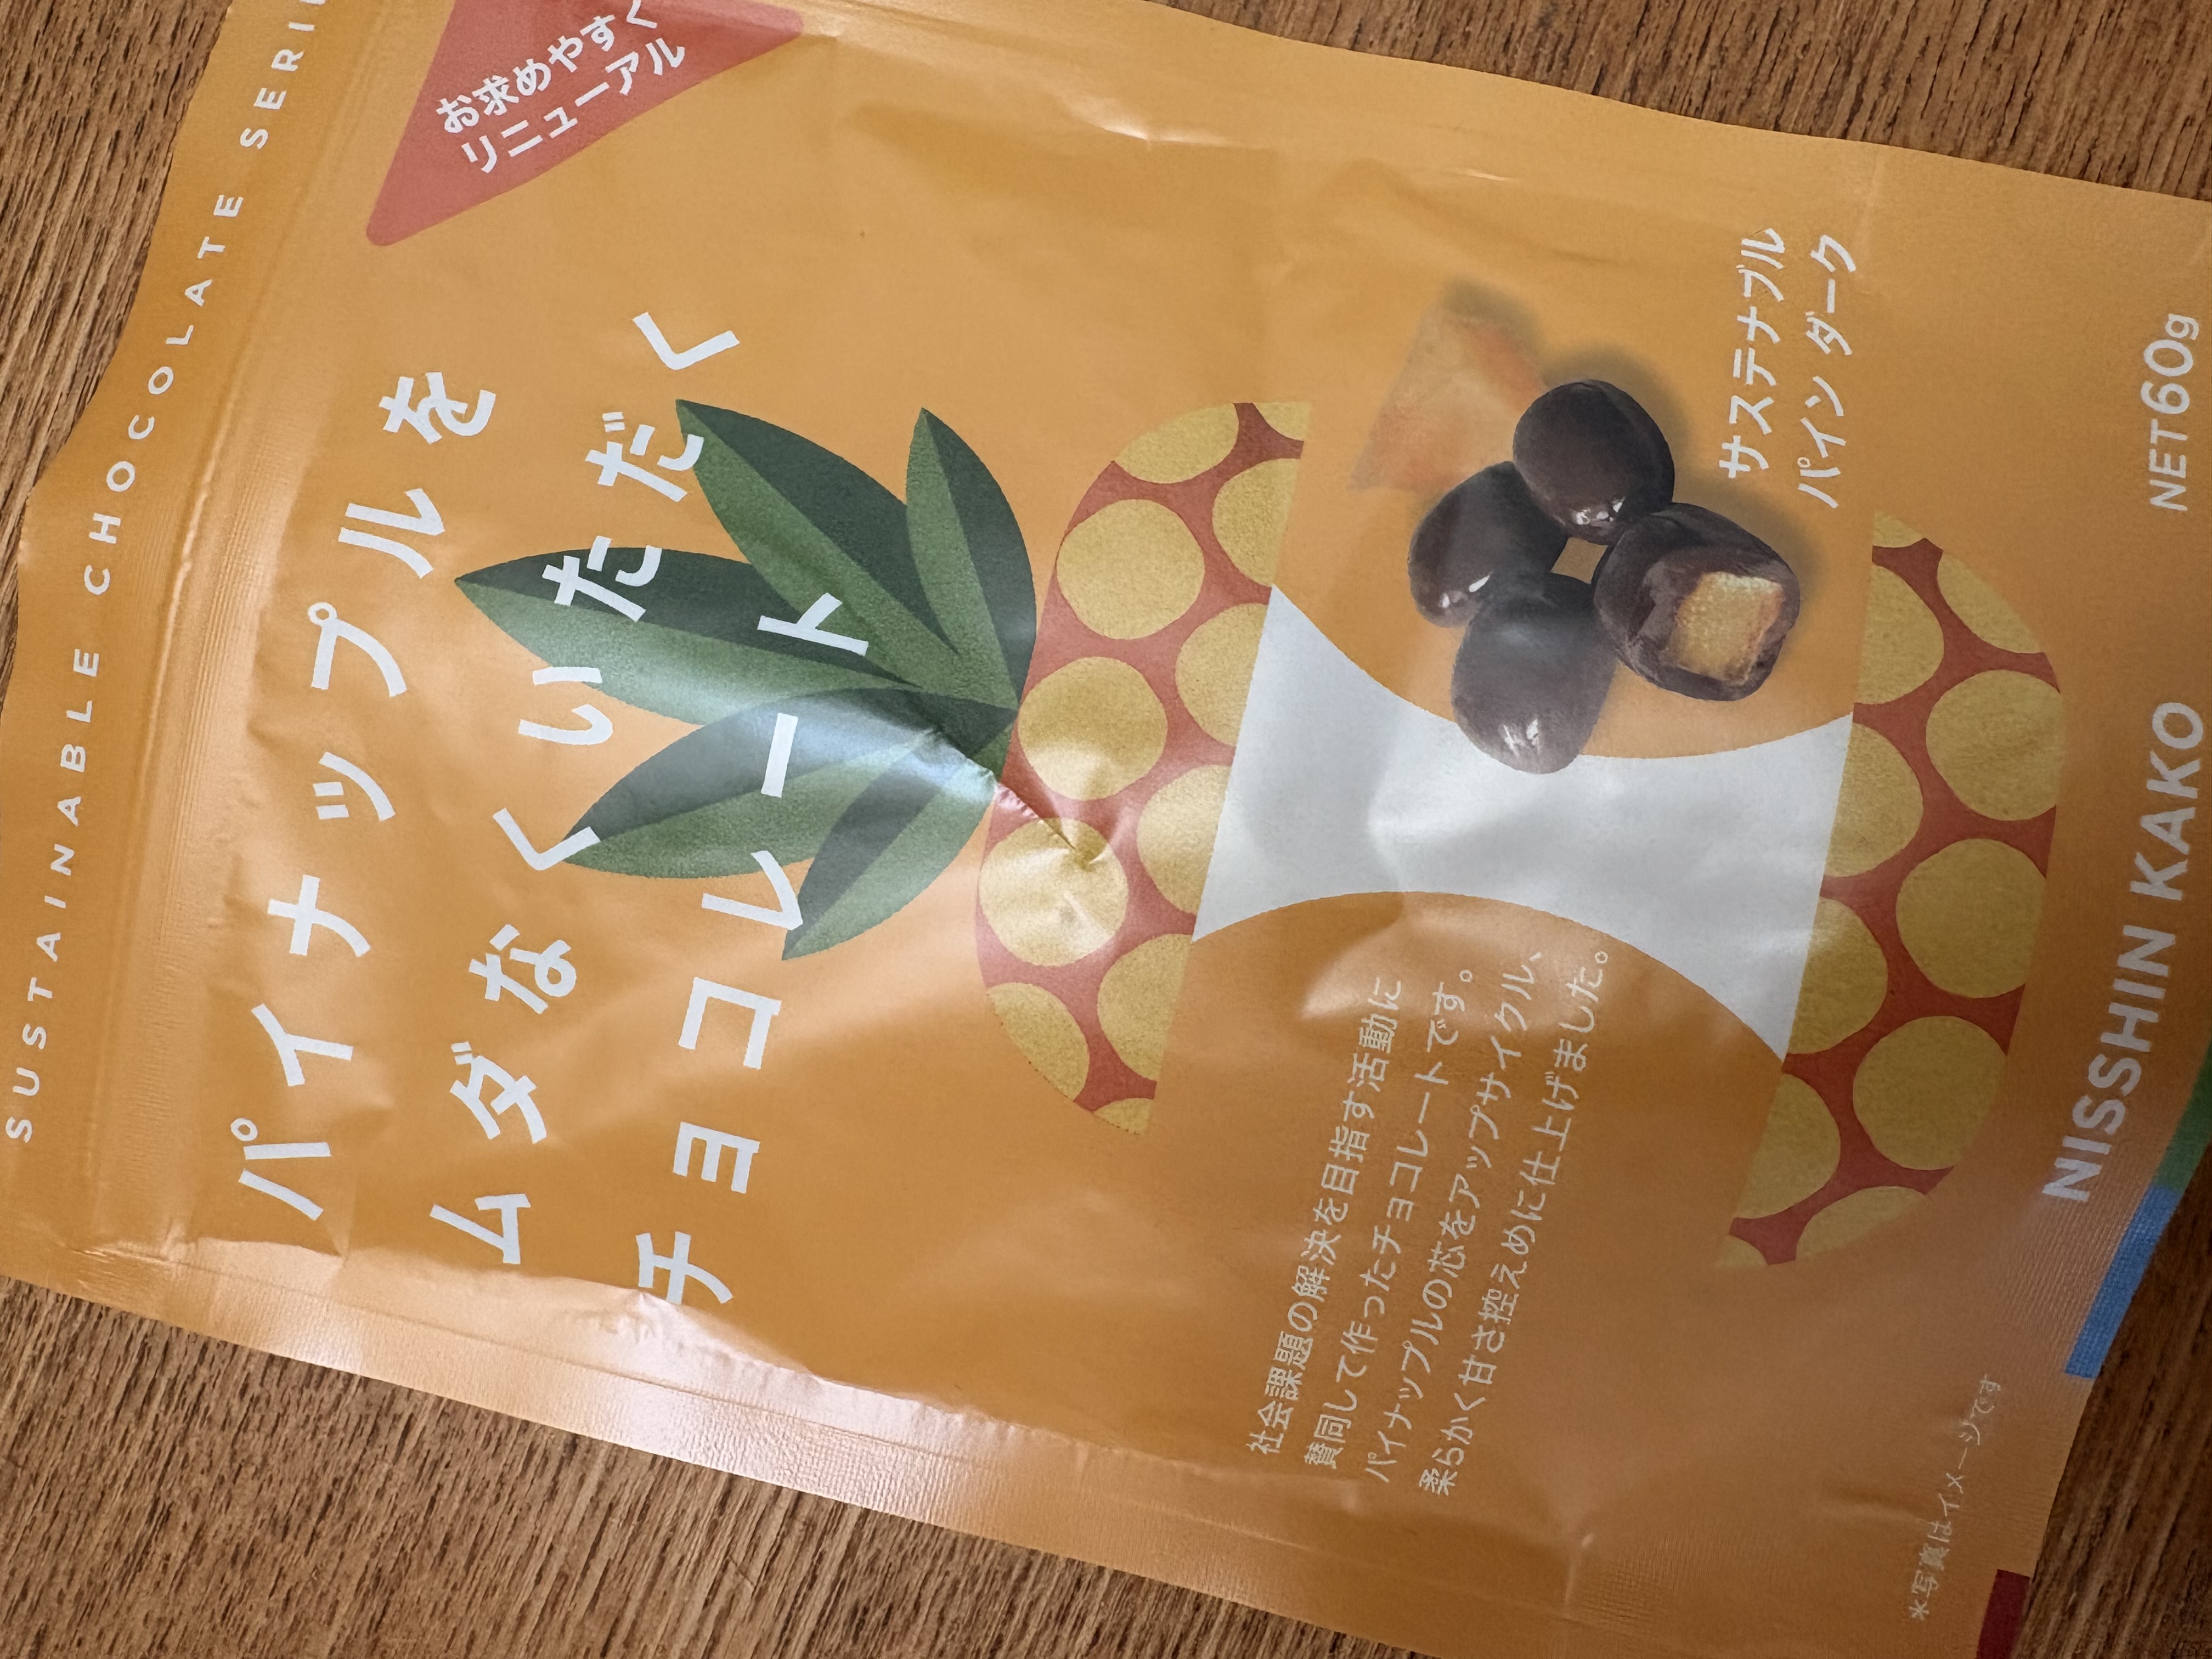 SUSTAINABLE CHOCOLATE
お求めやすく
リニューアル
パイナップルを
ムダなくいただく
チョコレート
サステナブル
パイン ダーク
社会課題の解決を目指す活動に
賛同して作ったチョコレートです。
パイナップルの芯をアップサイクル、
柔らかく甘さ控えめに仕上げました。
NISSHIN KAKO
NET60g
*写真はイメージです